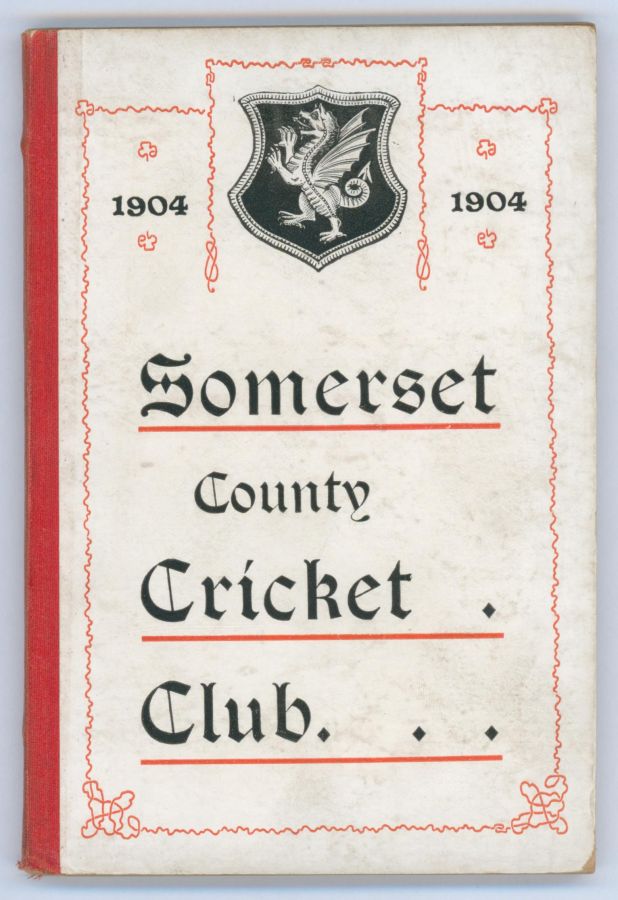 1904 1904
Somerset
County
Cricket .
Club. . .